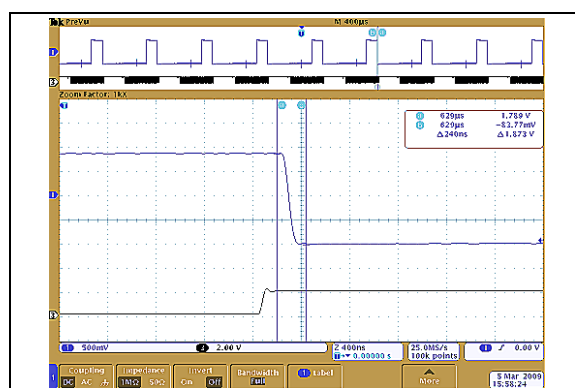 Tek PreVu M 400µs
Zoom Factor: 1kX
629µs 1.789 V
629µs -83.77mV
Δ240ns Δ1.873 V
1 500mV 2.00 V Z 400ns 25.0MS/s 1 0.00 V
0.00000 s 100k points
Coupling Impedance Invert Bandwidth 1 Label
DC AC 1MΩ 50Ω On Off Full More
5 Mar 2009
15:58:24